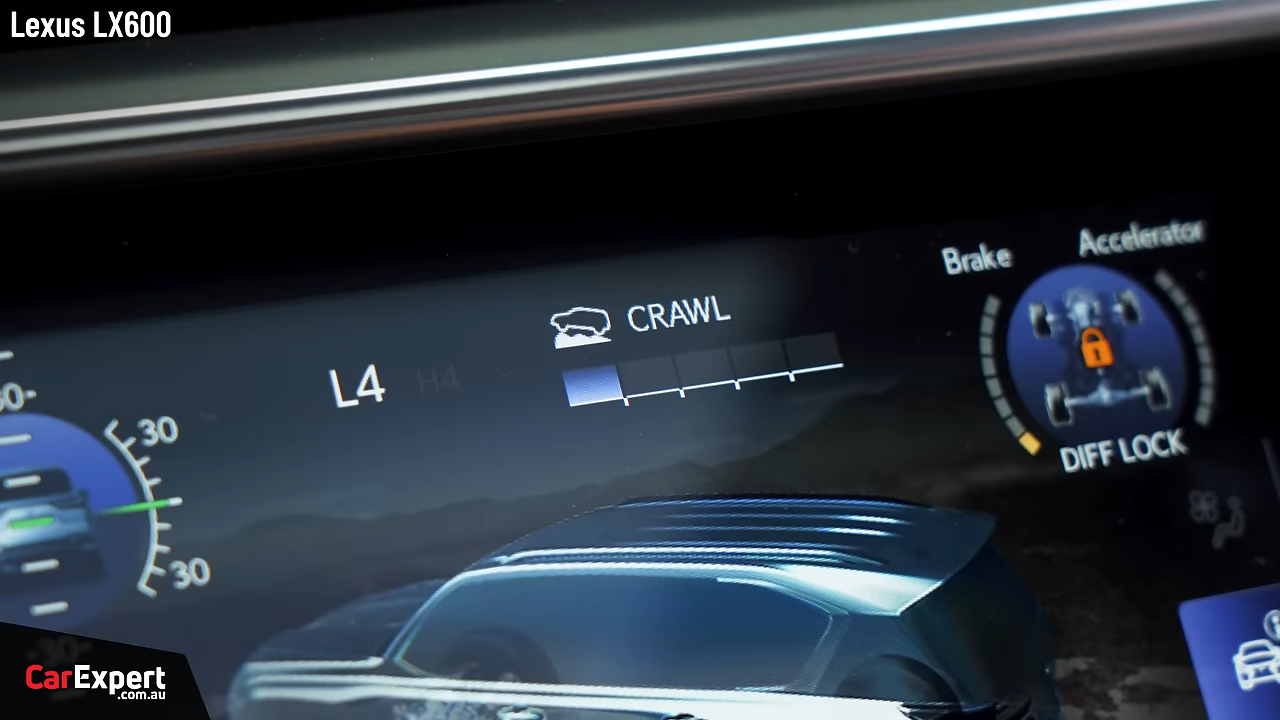 Lexus LX600
Brake
Accelerator
CRAWL
L4 H4
30
30
DIFF LOCK
CarExpert
.com.au